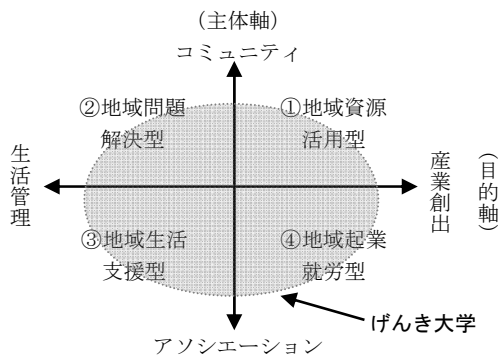 （主体軸）
コミュニティ
②地域問題
解決型
①地域資源
活用型
生活管理
産業創出
（目的軸）
③地域生活
支援型
④地域起業
就労型
げんき大学
アソシエーション